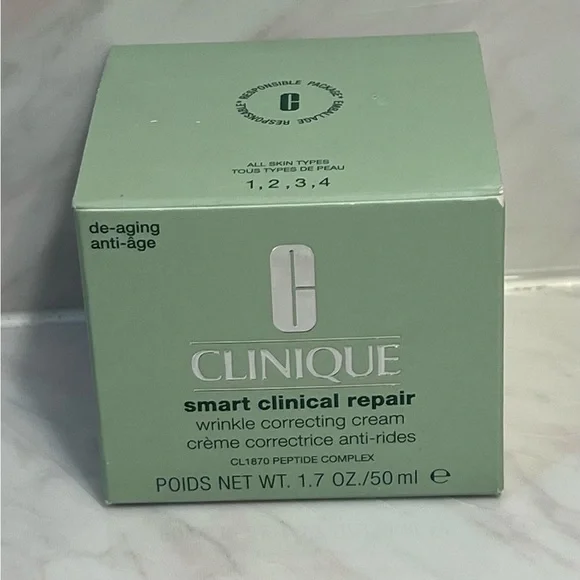 RESPONSIBLE PACKAGE* EMBALLAGE RESPONSABLE*
C
ALL SKIN TYPES
TOUS TYPES DE PEAU
1, 2, 3, 4
de-aging
anti-âge
C
CLINIQUE
smart clinical repair
wrinkle correcting cream
crème correctrice anti-rides
CL1870 PEPTIDE COMPLEX
POIDS NET WT. 1.7 OZ./50 ml ℮